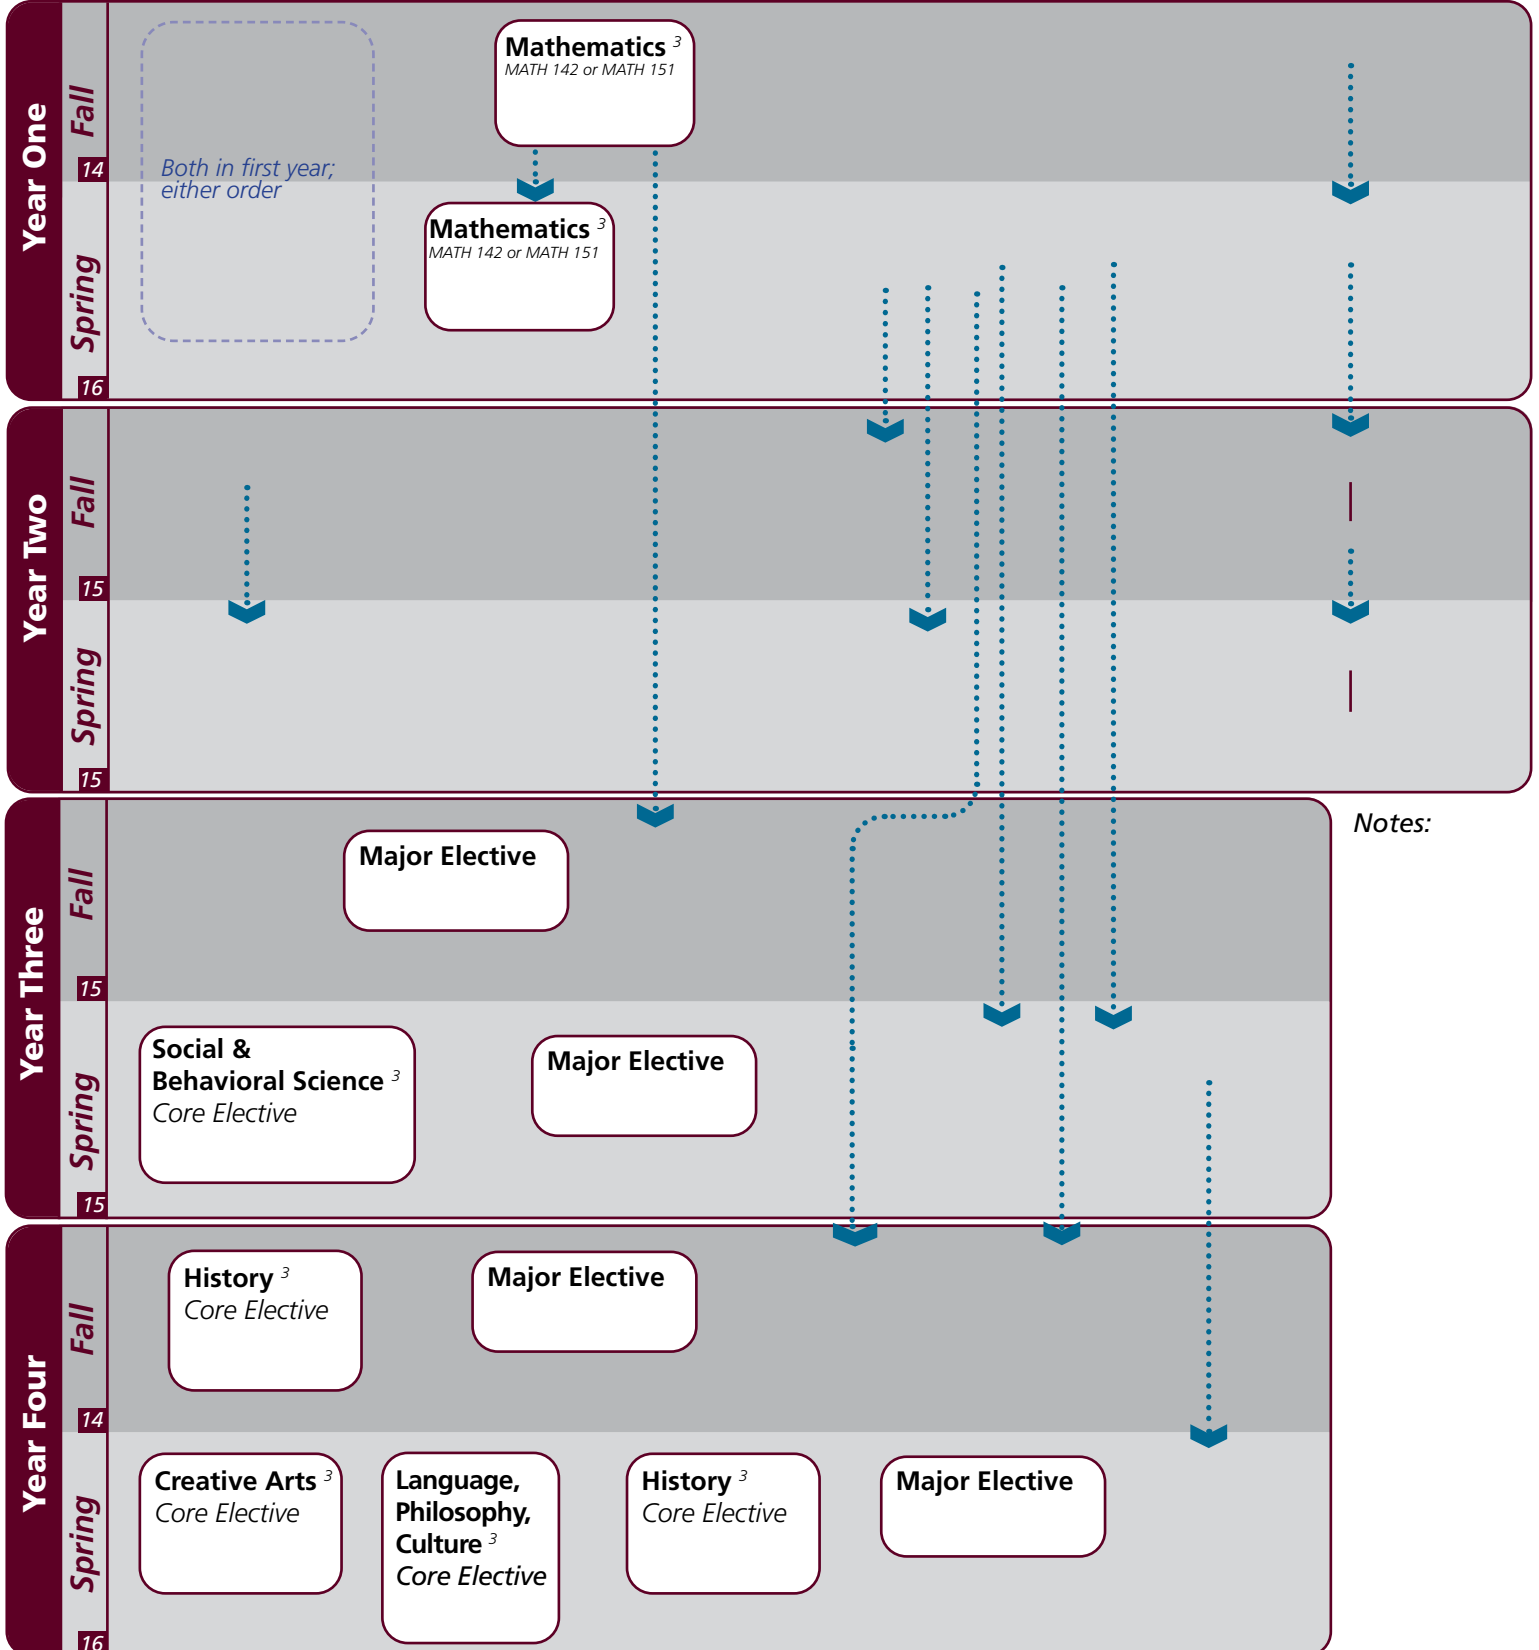 Year One
Fall
14
Mathematics 3
MATH 142 or MATH 151
Both in first year;
either order
Spring
16
Mathematics 3
MATH 142 or MATH 151
Year Two
Fall
15
Spring
15
Year Three
Fall
15
Major Elective
Notes:
Spring
15
Social &
Behavioral Science 3
Core Elective
Major Elective
Year Four
Fall
14
History 3
Core Elective
Major Elective
Spring
16
Creative Arts 3
Core Elective
Language,
Philosophy,
Culture 3
Core Elective
History 3
Core Elective
Major Elective